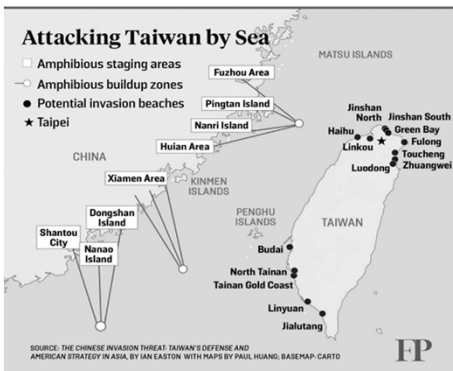 Attacking Taiwan by Sea
Amphibious staging areas
Amphibious buildup zones
Potential invasion beaches
Taipei
MATSU ISLANDS
Fuzhou Area
Pingtan Island
Nanri Island
Huian Area
CHINA
Xiamen Area
KINMEN
ISLANDS
Dongshan
Island
Shantou
City
Nanao
Island
Jinshan
North
Jinshan South
Green Bay
Haihu
Fulong
Linkou
Toucheng
Luodong
Zhuangwei
PENGHU
ISLANDS
TAIWAN
Budai
North Tainan
Tainan Gold Coast
Linyuan
Jialutang
SOURCE: THE CHINESE INVASION THREAT: TAIWAN'S DEFENSE AND
AMERICAN STRATEGY IN ASIA, BY IAN EASTON WITH MAPS BY PAUL HUANG; BASEMAP: CARTO
FP